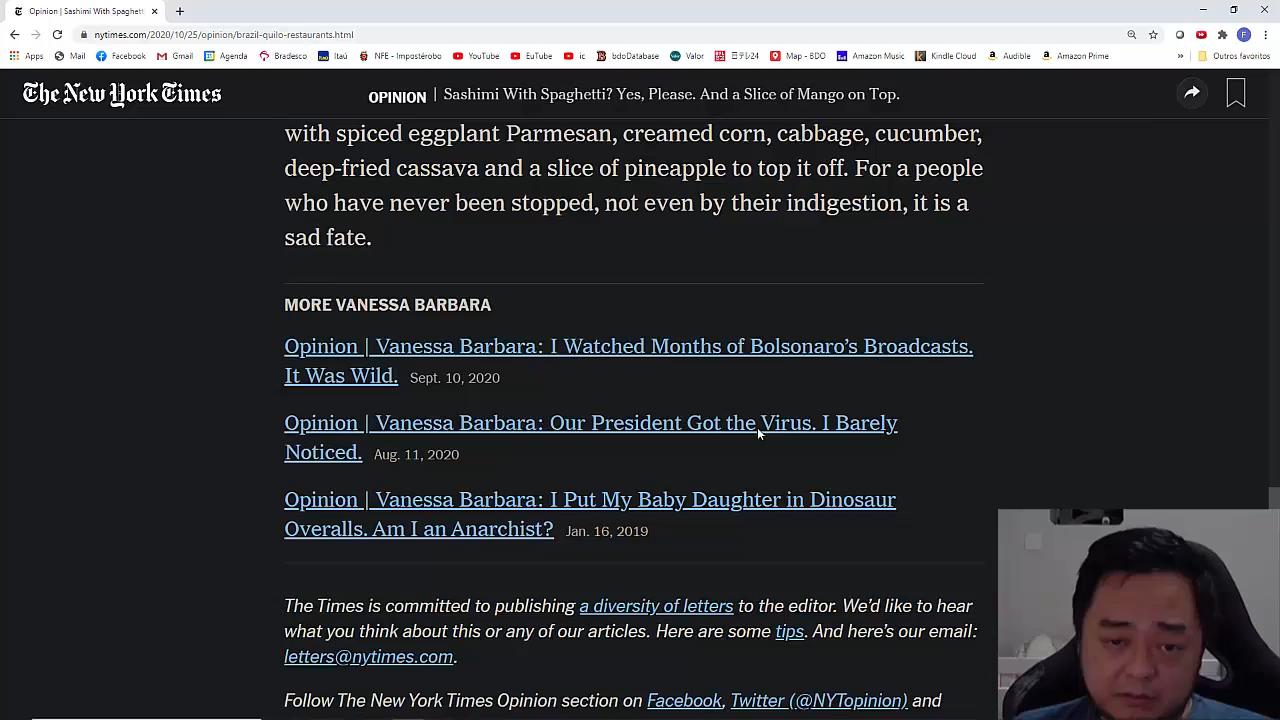 Opinion | Sashimi With Spaghetti
nytimes.com/2020/10/25/opinion/brazil-quilo-restaurants.html
Apps Mail Facebook Gmail Agenda Bradesco Itaú NFE - Impostérobo YouTube EuTube ic bdoDatabase Valor Map - BDO Amazon Music Kindle Cloud Audible Amazon Prime » Outros favoritos
The New York Times OPINION | Sashimi With Spaghetti? Yes, Please. And a Slice of Mango on Top.
with spiced eggplant Parmesan, creamed corn, cabbage, cucumber,
deep-fried cassava and a slice of pineapple to top it off. For a people
who have never been stopped, not even by their indigestion, it is a
sad fate.
MORE VANESSA BARBARA
Opinion | Vanessa Barbara: I Watched Months of Bolsonaro’s Broadcasts.
It Was Wild. Sept. 10, 2020
Opinion | Vanessa Barbara: Our President Got the Virus. I Barely
Noticed. Aug. 11, 2020
Opinion | Vanessa Barbara: I Put My Baby Daughter in Dinosaur
Overalls. Am I an Anarchist? Jan. 16, 2019
The Times is committed to publishing a diversity of letters to the editor. We’d like to hear
what you think about this or any of our articles. Here are some tips. And here’s our email:
letters@nytimes.com.
Follow The New York Times Opinion section on Facebook, Twitter (@NYTopinion) and